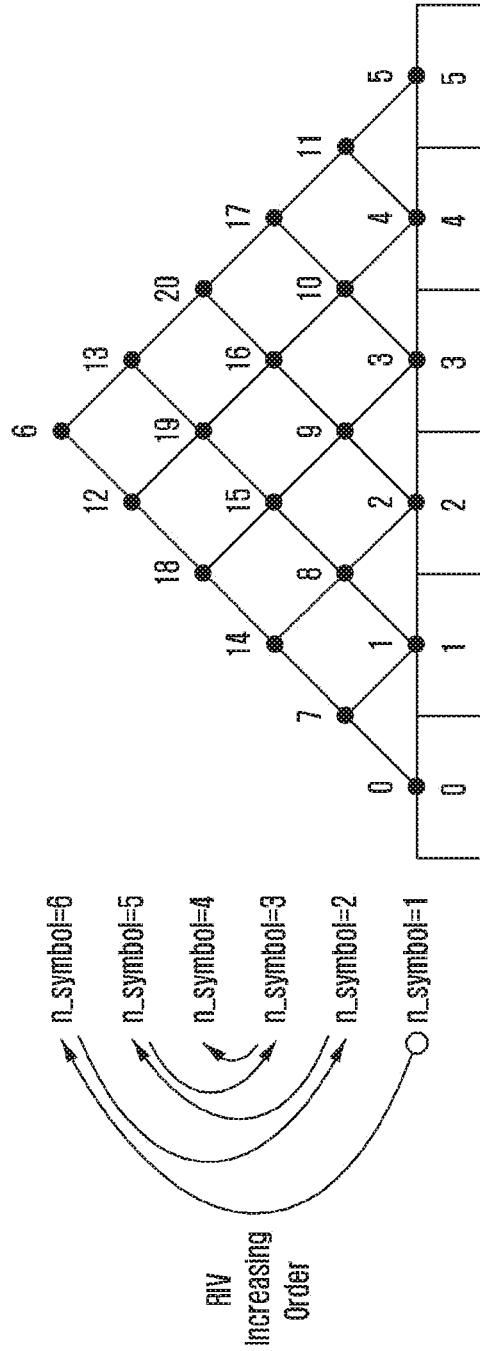 RIV
Increasing
Order
n_symbol=6
n_symbol=5
n_symbol=4
n_symbol=3
n_symbol=2
n_symbol=1
6
12 13
18 19 20
14 15 16 17
7 8 9 10 11
0 1 2 3 4 5
0 1 2 3 4 5